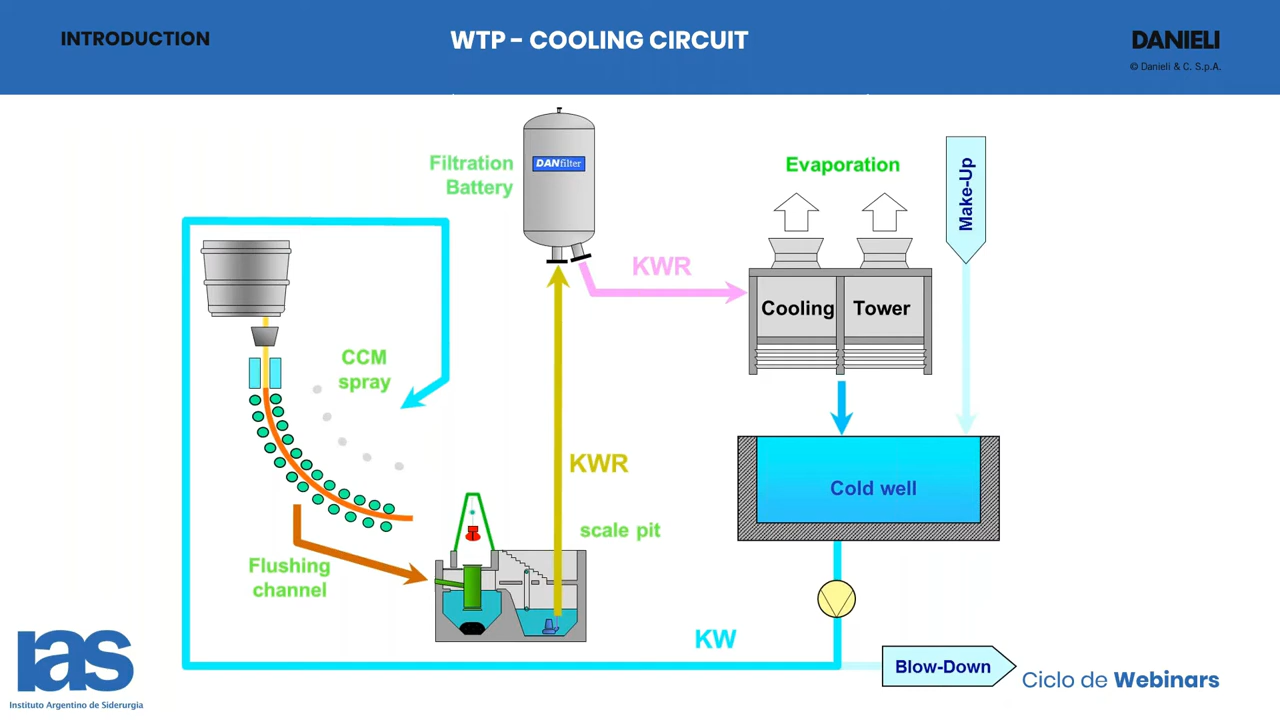 INTRODUCTION
WTP - COOLING CIRCUIT
DANIELI
© Danieli & C. S.p.A.
Filtration
Battery
DANfilter
Evaporation
Make-Up
KWR
Cooling Tower
CCM
spray
KWR
Cold well
scale pit
Flushing
channel
KW
Blow-Down
ias
Instituto Argentino de Siderurgia
Ciclo de Webinars